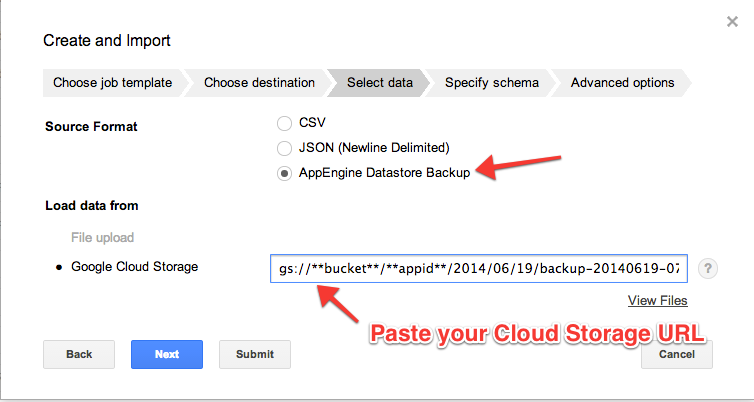 ×
Create and Import
Choose job template Choose destination Select data Specify schema Advanced options
Source Format
CSV
JSON (Newline Delimited)
AppEngine Datastore Backup
Load data from
File upload
Google Cloud Storage gs://**bucket**/**appid**/2014/06/19/backup-20140619-07 ?
View Files
Paste your Cloud Storage URL
Back Next Submit Cancel